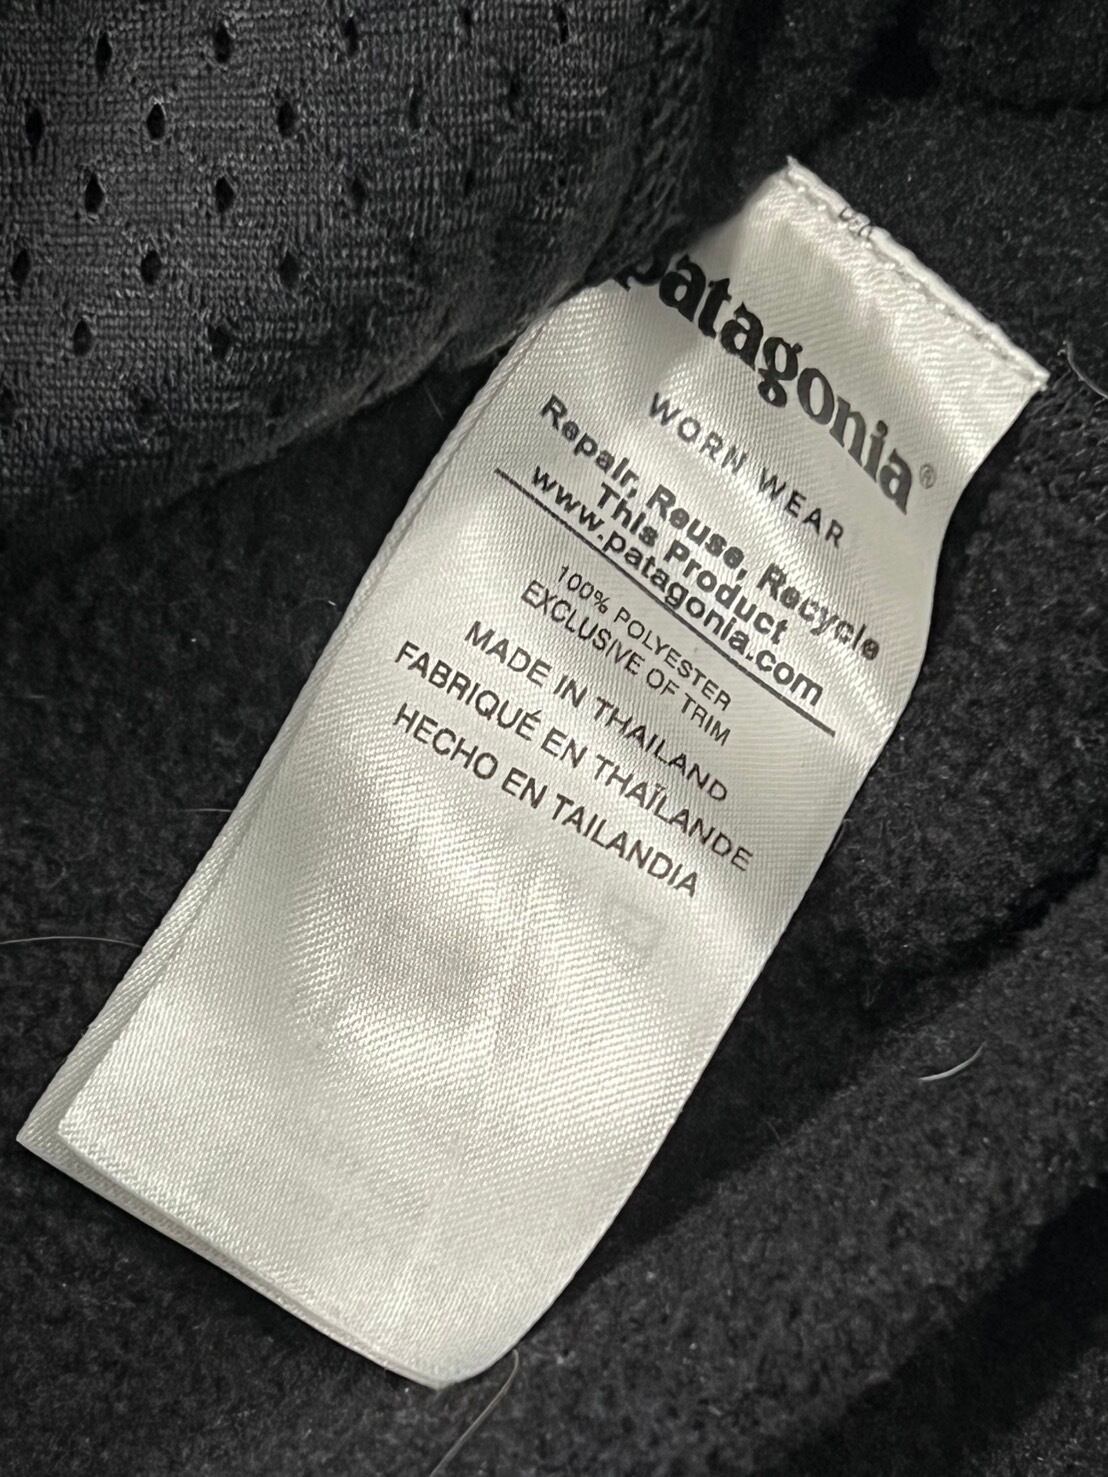 patagonia®
WORN WEAR
Repair, Reuse, Recycle
This Product
www.patagonia.com
100% POLYESTER
EXCLUSIVE OF TRIM
MADE IN THAILAND
FABRIQUÉ EN THAÏLANDE
HECHO EN TAILANDIA